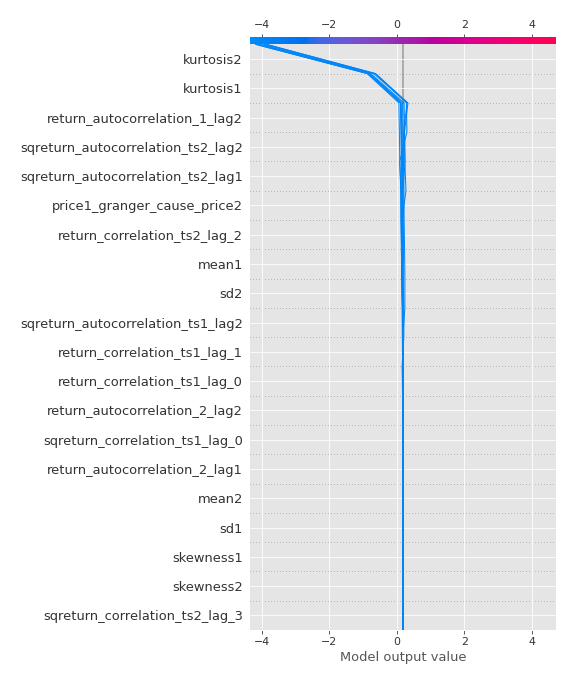 −4 −2 0 2 4
kurtosis2
kurtosis1
return_autocorrelation_1_lag2
sqreturn_autocorrelation_ts2_lag2
sqreturn_autocorrelation_ts2_lag1
price1_granger_cause_price2
return_correlation_ts2_lag_2
mean1
sd2
sqreturn_autocorrelation_ts1_lag2
return_correlation_ts1_lag_1
return_correlation_ts1_lag_0
return_autocorrelation_2_lag2
sqreturn_correlation_ts1_lag_0
return_autocorrelation_2_lag1
mean2
sd1
skewness1
skewness2
sqreturn_correlation_ts2_lag_3
−4 −2 0 2 4
Model output value